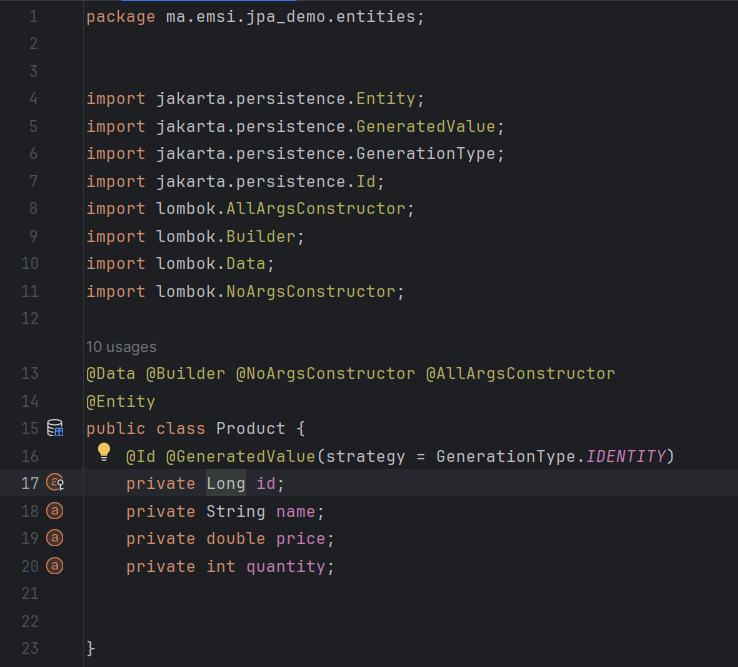 1 package ma.emsi.jpa_demo.entities;
2
3
4 import jakarta.persistence.Entity;
5 import jakarta.persistence.GeneratedValue;
6 import jakarta.persistence.GenerationType;
7 import jakarta.persistence.Id;
8 import lombok.AllArgsConstructor;
9 import lombok.Builder;
10 import lombok.Data;
11 import lombok.NoArgsConstructor;
12
10 usages
13 @Data @Builder @NoArgsConstructor @AllArgsConstructor
14 @Entity
15 public class Product {
16 @Id @GeneratedValue(strategy = GenerationType.IDENTITY)
17 private Long id;
18 private String name;
19 private double price;
20 private int quantity;
21
22
23 }